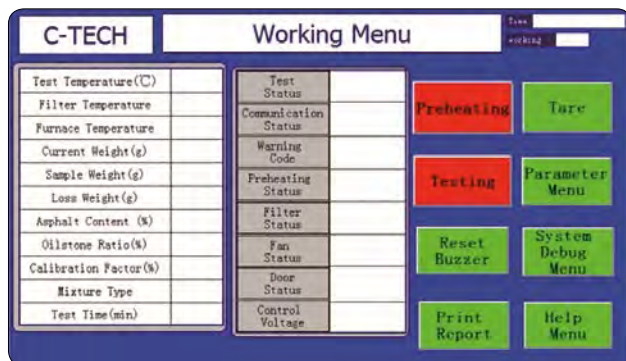 C-TECH
Working Menu
Time
working
Test Temperature(℃)
Filter Temperature
Furnace Temperature
Current Weight(g)
Sample Weight(g)
Loss Weight(g)
Asphalt Content (%)
Oilstone Ratio(%)
Calibration Factor(%)
Mixture Type
Test Time(min)
Test
Status
Communication
Status
Warning
Code
Preheating
Status
Filter
Status
Fan
Status
Door
Status
Control
Voltage
Preheating
Tare
Testing
Parameter
Menu
Reset
Buzzer
System
Debug
Menu
Print
Report
Help
Menu